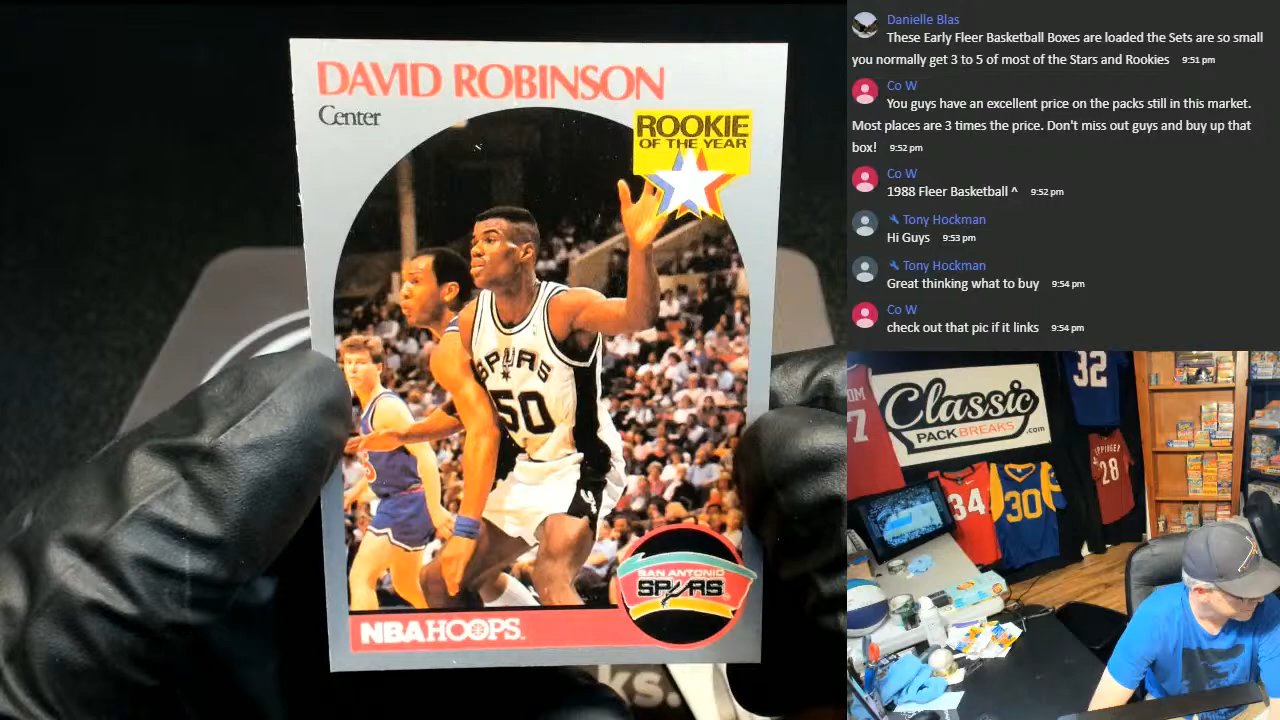 DAVID ROBINSON
Center
ROOKIE
OF THE YEAR
SPURS
50
SAN ANTONIO
SPURS
NBA HOOPS
ks.
Danielle Blas
These Early Fleer Basketball Boxes are loaded the Sets are so small
you normally get 3 to 5 of most of the Stars and Rookies 9:51 pm
Co W
You guys have an excellent price on the packs still in this market.
Most places are 3 times the price. Don't miss out guys and buy up that
box! 9:52 pm
Co W
1988 Fleer Basketball ^ 9:52 pm
Tony Hockman
Hi Guys 9:53 pm
Tony Hockman
Great thinking what to buy 9:54 pm
Co W
check out that pic if it links 9:54 pm
Classic
PACKBREAKS.com
7
32
34
30
28